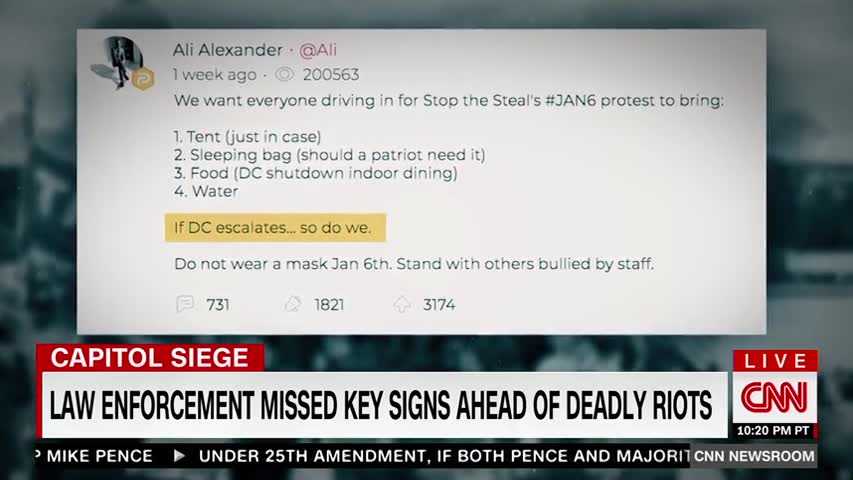 Ali Alexander · @Ali
1 week ago · 200563
We want everyone driving in for Stop the Steal's #JAN6 protest to bring:
1. Tent (just in case)
2. Sleeping bag (should a patriot need it)
3. Food (DC shutdown indoor dining)
4. Water
If DC escalates... so do we.
Do not wear a mask Jan 6th. Stand with others bullied by staff.
731 1821 3174
CAPITOL SIEGE
LAW ENFORCEMENT MISSED KEY SIGNS AHEAD OF DEADLY RIOTS
LIVE
CNN
10:20 PM PT
P MIKE PENCE ▶ UNDER 25TH AMENDMENT, IF BOTH PENCE AND MAJORIT
CNN NEWSROOM